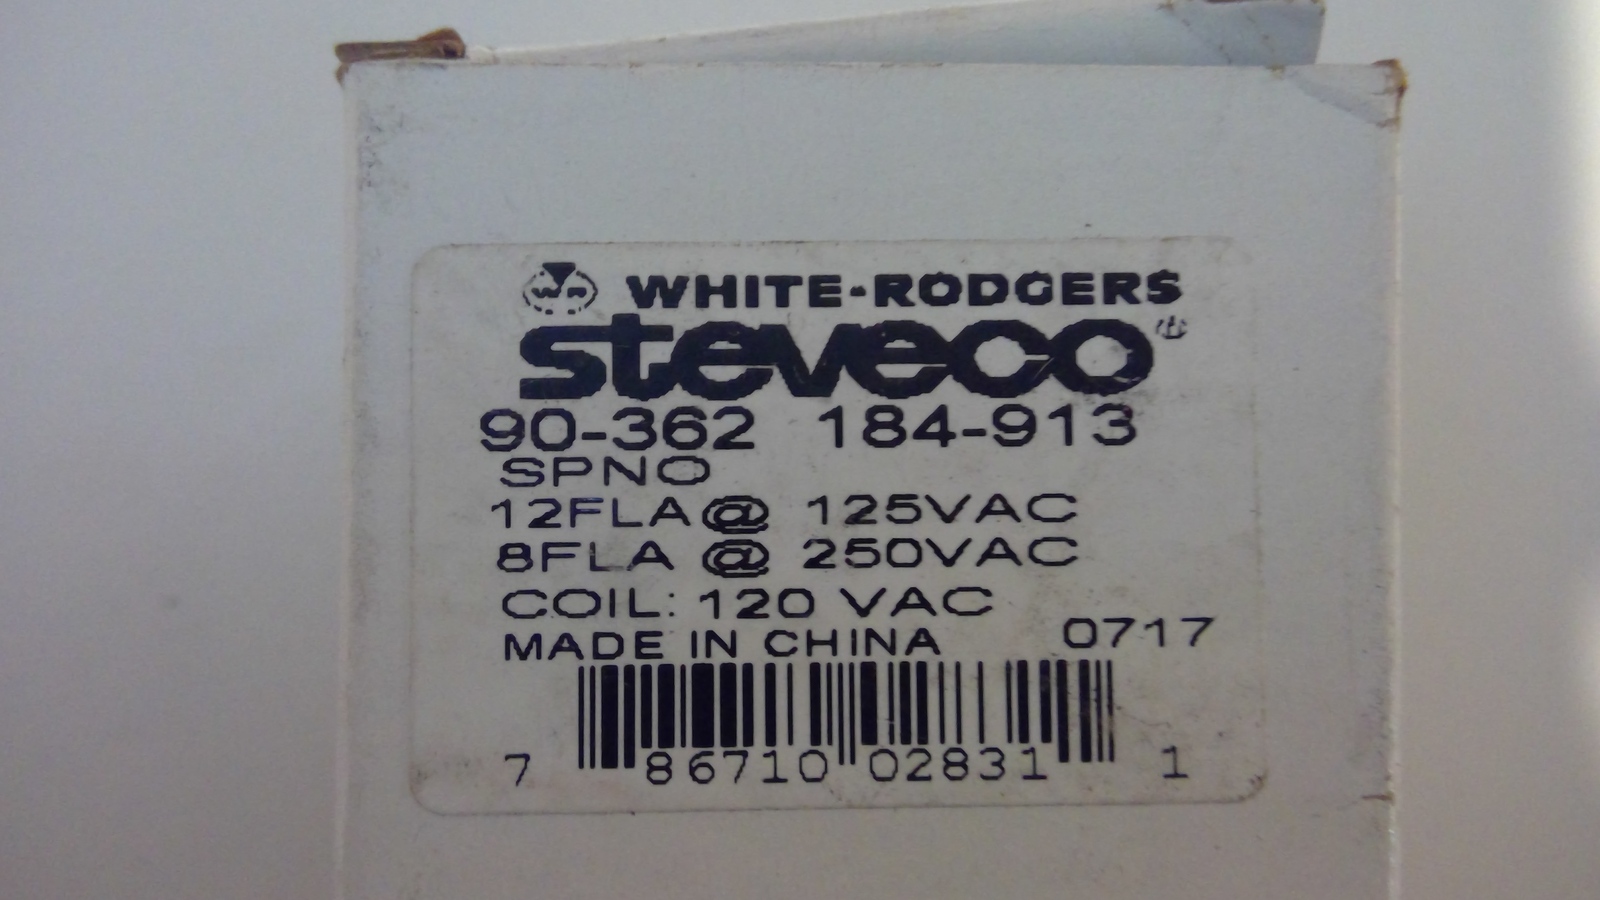 WR WHITE-RODGERS
steveco
90-362 184-913
SPNO
12FLA@ 125VAC
8FLA @ 250VAC
COIL: 120 VAC
MADE IN CHINA 0717
7 86710 02831 1